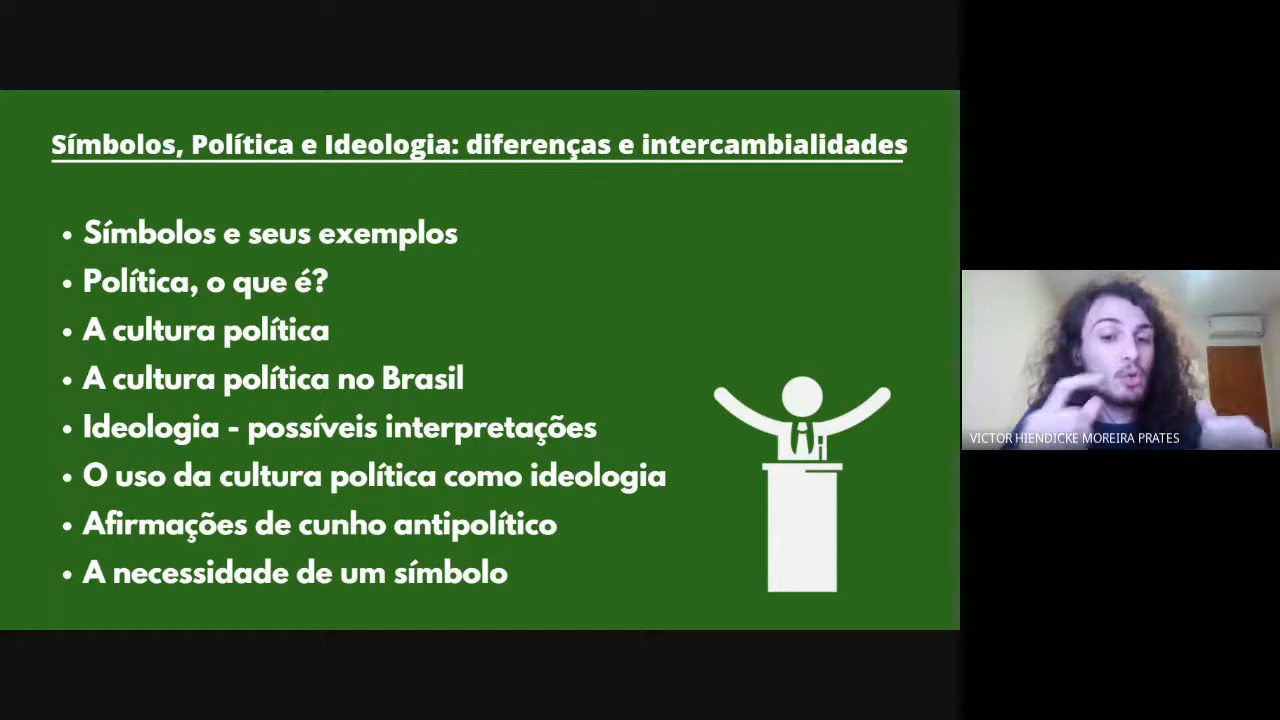 Símbolos, Política e Ideologia: diferenças e intercambialidades
• Símbolos e seus exemplos
• Política, o que é?
• A cultura política
• A cultura política no Brasil
• Ideologia - possíveis interpretações
• O uso da cultura política como ideologia
• Afirmações de cunho antipolítico
• A necessidade de um símbolo
VICTOR HIENDICKE MOREIRA PRATES